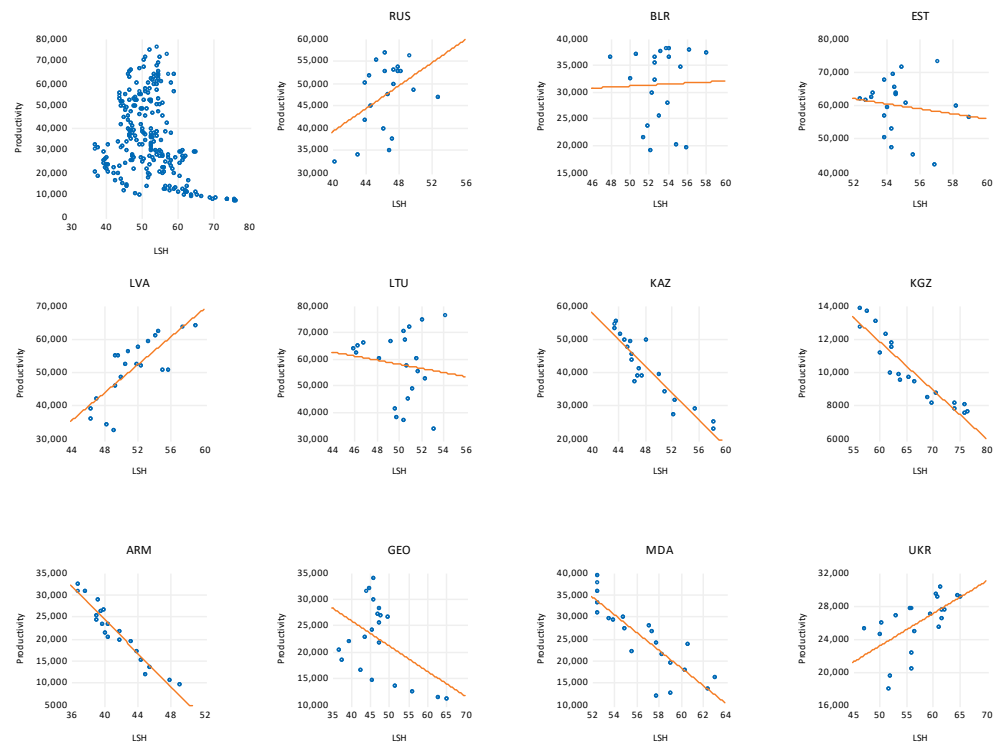 80,000
70,000
60,000
50,000
40,000
30,000
20,000
10,000
0
30 40 50 60 70 80
Productivity
LSH
RUS
60,000
55,000
50,000
45,000
40,000
35,000
30,000
40 44 48 52 56
Productivity
LSH
BLR
40,000
35,000
30,000
25,000
20,000
15,000
46 48 50 52 54 56 58 60
Productivity
LSH
EST
80,000
70,000
60,000
50,000
40,000
52 54 56 58 60
Productivity
LSH
LVA
70,000
60,000
50,000
40,000
30,000
44 46 48 50 52 54 56 58 60
Productivity
LSH
LTU
80,000
70,000
60,000
50,000
40,000
30,000
44 46 48 50 52 54 56
Productivity
LSH
KAZ
60,000
50,000
40,000
30,000
20,000
40 45 50 55 60
Productivity
LSH
KGZ
14,000
12,000
10,000
8000
6000
55 60 65 70 75 80
Productivity
LSH
ARM
35,000
30,000
25,000
20,000
15,000
10,000
5000
36 40 44 48 52
Productivity
LSH
GEO
35,000
30,000
25,000
20,000
15,000
10,000
35 40 45 50 55 60 65 70
Productivity
LSH
MDA
40,000
35,000
30,000
25,000
20,000
15,000
10,000
52 54 56 58 60 62 64
Productivity
LSH
UKR
32,000
28,000
24,000
20,000
16,000
45 50 55 60 65 70
Productivity
LSH